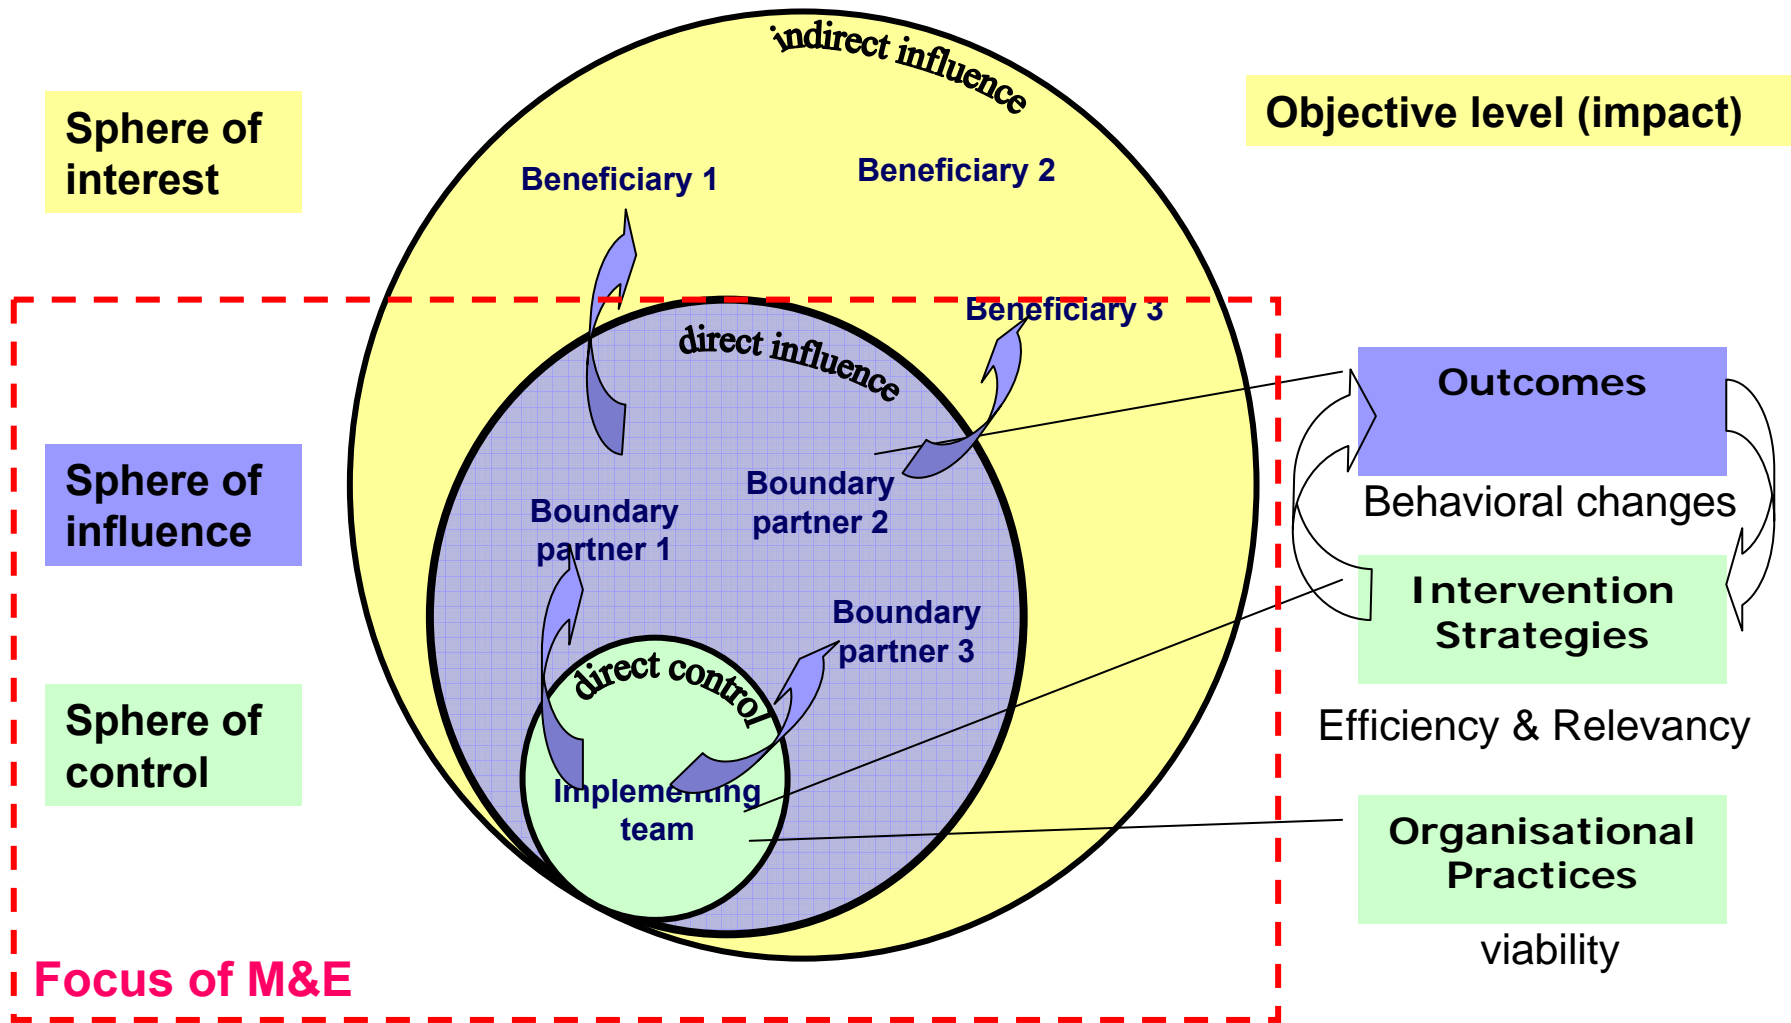 indirect influence
Sphere of
interest
Objective level (impact)
Beneficiary 1
Beneficiary 2
Beneficiary 3
direct influence
Outcomes
Behavioral changes
Sphere of
influence
Boundary
partner 1
Boundary
partner 2
Boundary
partner 3
Intervention
Strategies
Efficiency & Relevancy
Sphere of
control
direct control
Implementing
team
Organisational
Practices
viability
Focus of M&E